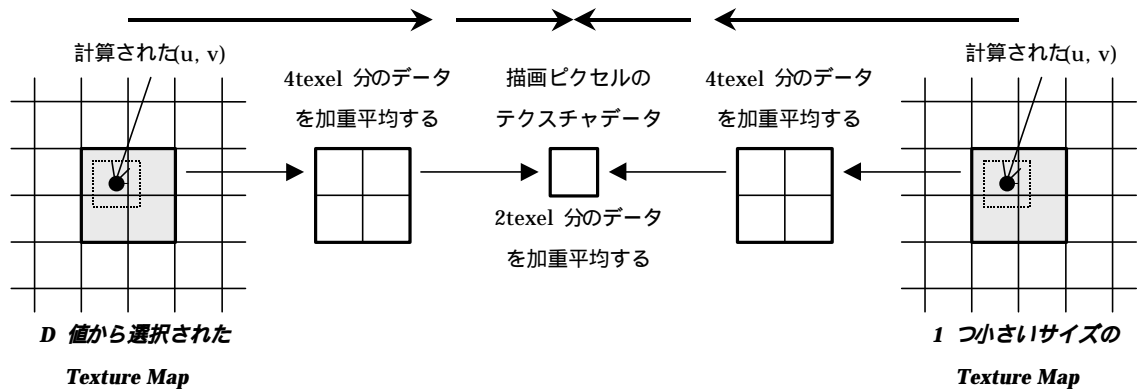 計算された(u, v)
4texel 分のデータ
を加重平均する
描画ピクセルの
テクスチャデータ
4texel 分のデータ
を加重平均する
計算された(u, v)
2texel 分のデータ
を加重平均する
D 値から選択された
Texture Map
1 つ小さいサイズの
Texture Map